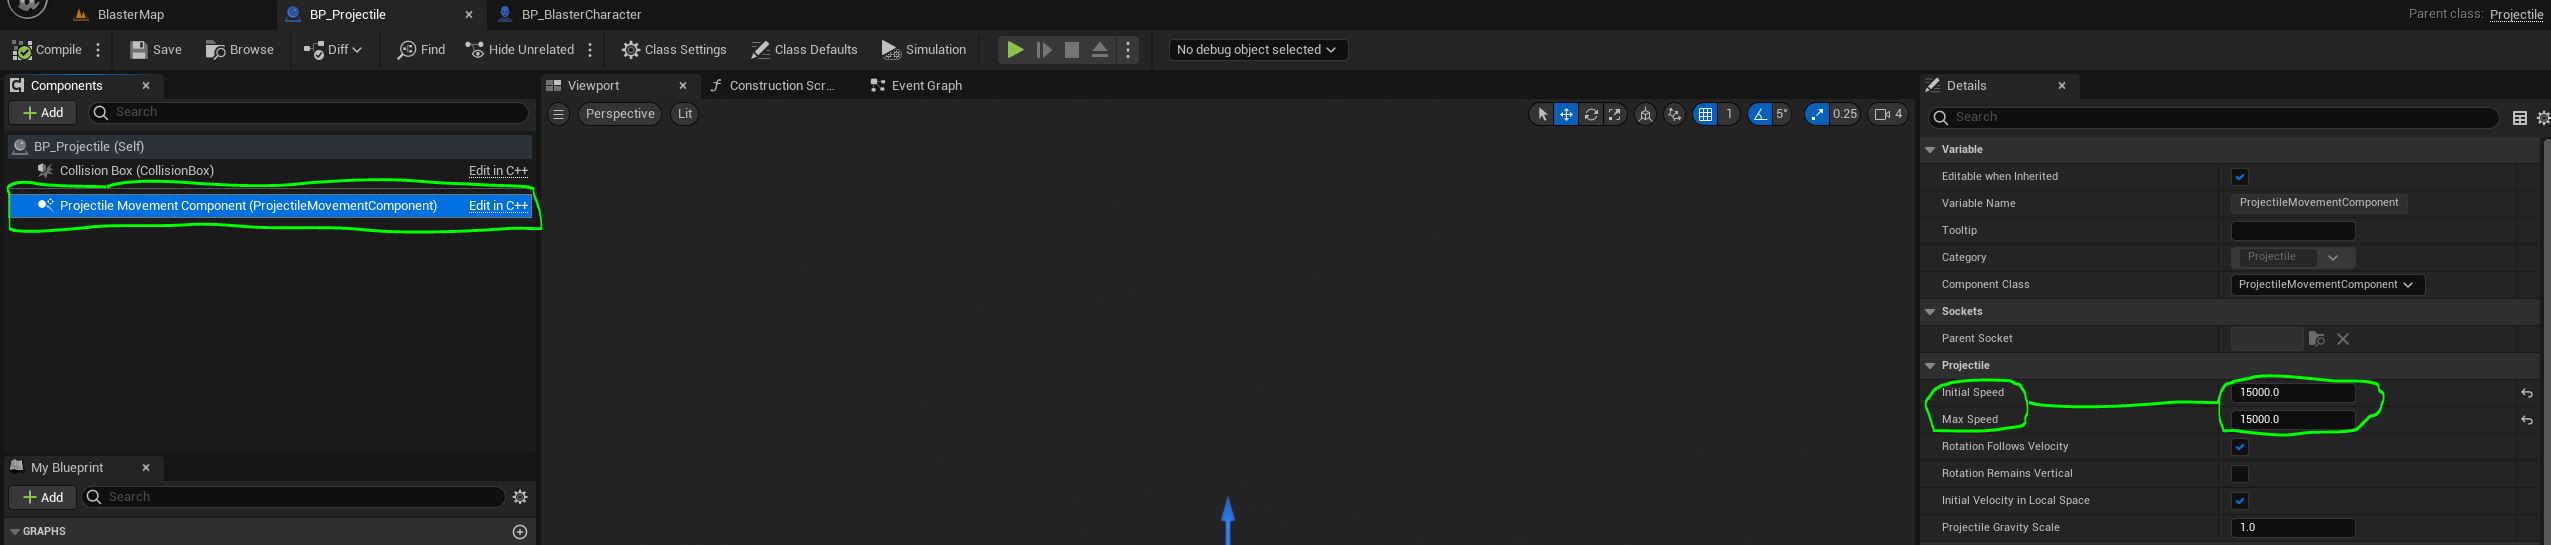 BlasterMap
BP_Projectile
BP_BlasterCharacter
Parent class: Projectile
Compile
Save
Browse
Diff
Find
Hide Unrelated
Class Settings
Class Defaults
Simulation
No debug object selected
Components
Add
Search
BP_Projectile (Self)
Collision Box (CollisionBox) Edit in C++
Projectile Movement Component (ProjectileMovementComponent) Edit in C++
My Blueprint
Add
Search
GRAPHS
Viewport
Construction Scr...
Event Graph
Perspective
Lit
1
5°
0.25
4
Details
Search
Variable
Editable when Inherited
Variable Name ProjectileMovementComponent
Tooltip
Category Projectile
Component Class ProjectileMovementComponent
Sockets
Parent Socket
Projectile
Initial Speed 15000.0
Max Speed 15000.0
Rotation Follows Velocity
Rotation Remains Vertical
Initial Velocity in Local Space
Projectile Gravity Scale 1.0